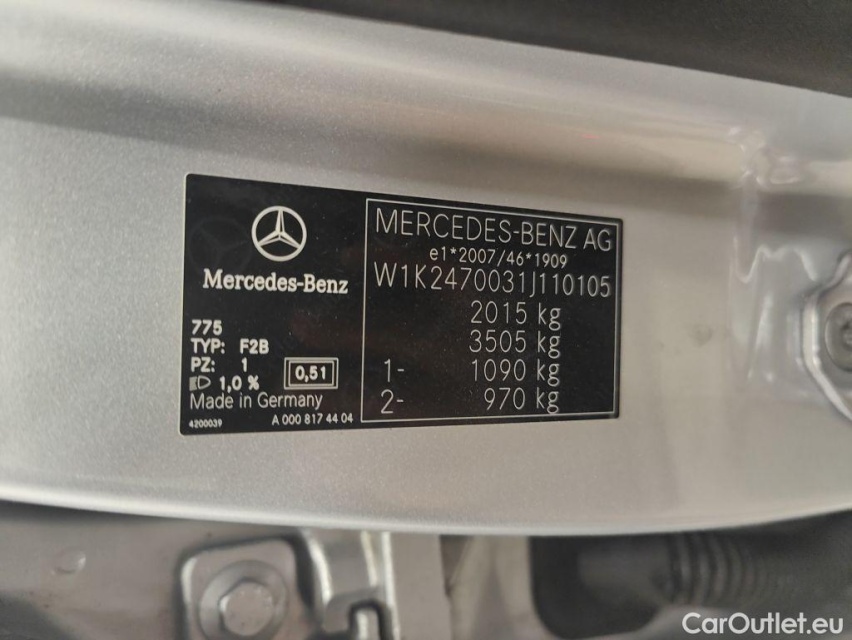 Mercedes-Benz
775
TYP: F2B
PZ: 1
1,0 %
0,51
Made in Germany
4200039
A 000 817 44 04
MERCEDES-BENZ AG
e1*2007/46*1909
W1K2470031J110105
2015 kg
3505 kg
1- 1090 kg
2- 970 kg
CarOutlet.eu